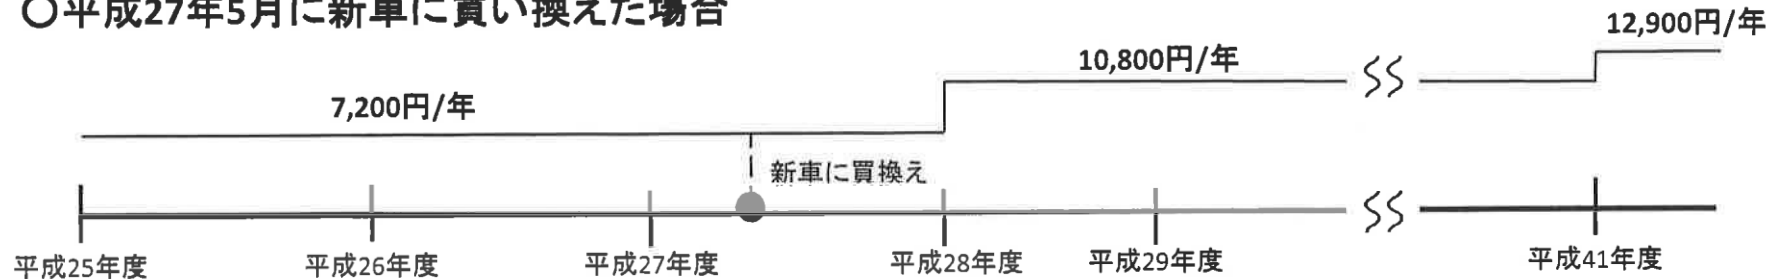 〇平成27年5月に新車に買い換えた場合
12,900円/年
10,800円/年
7,200円/年
新車に買換え
平成25年度 平成26年度 平成27年度 平成28年度 平成29年度 平成41年度